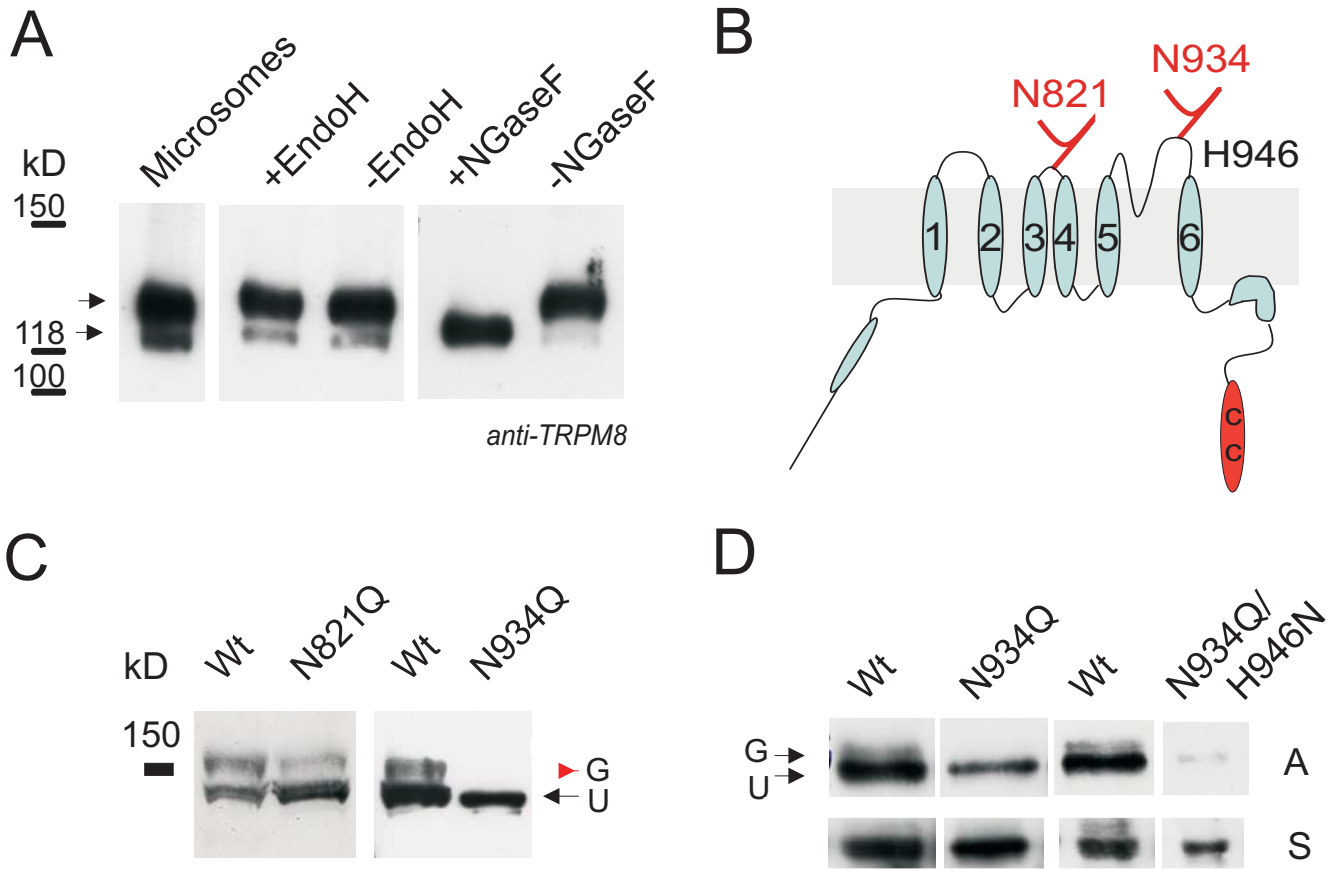 A
Microsomes
+EndoH
-EndoH
+NGaseF
-NGaseF
kD
150
118
100
anti-TRPM8
B
N821
N934
H946
1
2
3
4
5
6
C
C
C
kD
150
Wt
N821Q
Wt
N934Q
G
U
D
Wt
N934Q
Wt
N934Q/
H946N
G
U
A
S